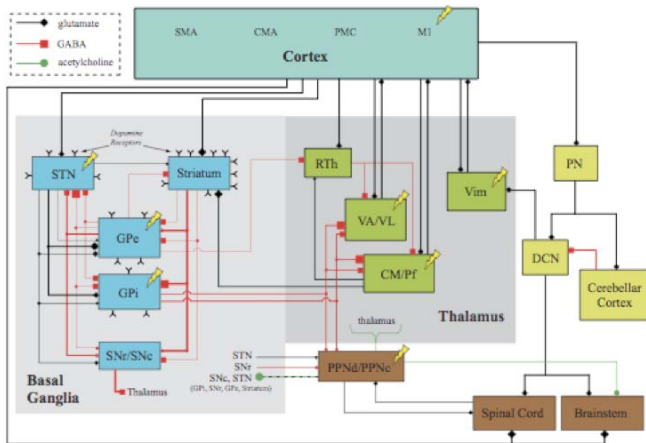 glutamate
GABA
acetylcholine
SMA
CMA
PMC
M1
Cortex
Dopamine
Receptors
STN
Striatum
RTh
PN
Vim
VA/VL
GPe
DCN
Cerebellar
Cortex
CM/Pf
GPi
Thalamus
thalamus
SNr/SNc
STN
SNr
SNc, STN
(GPi, SNr, GPe, Striatum)
PPNd/PPNc
Basal
Ganglia
Thalamus
Spinal Cord
Brainstem